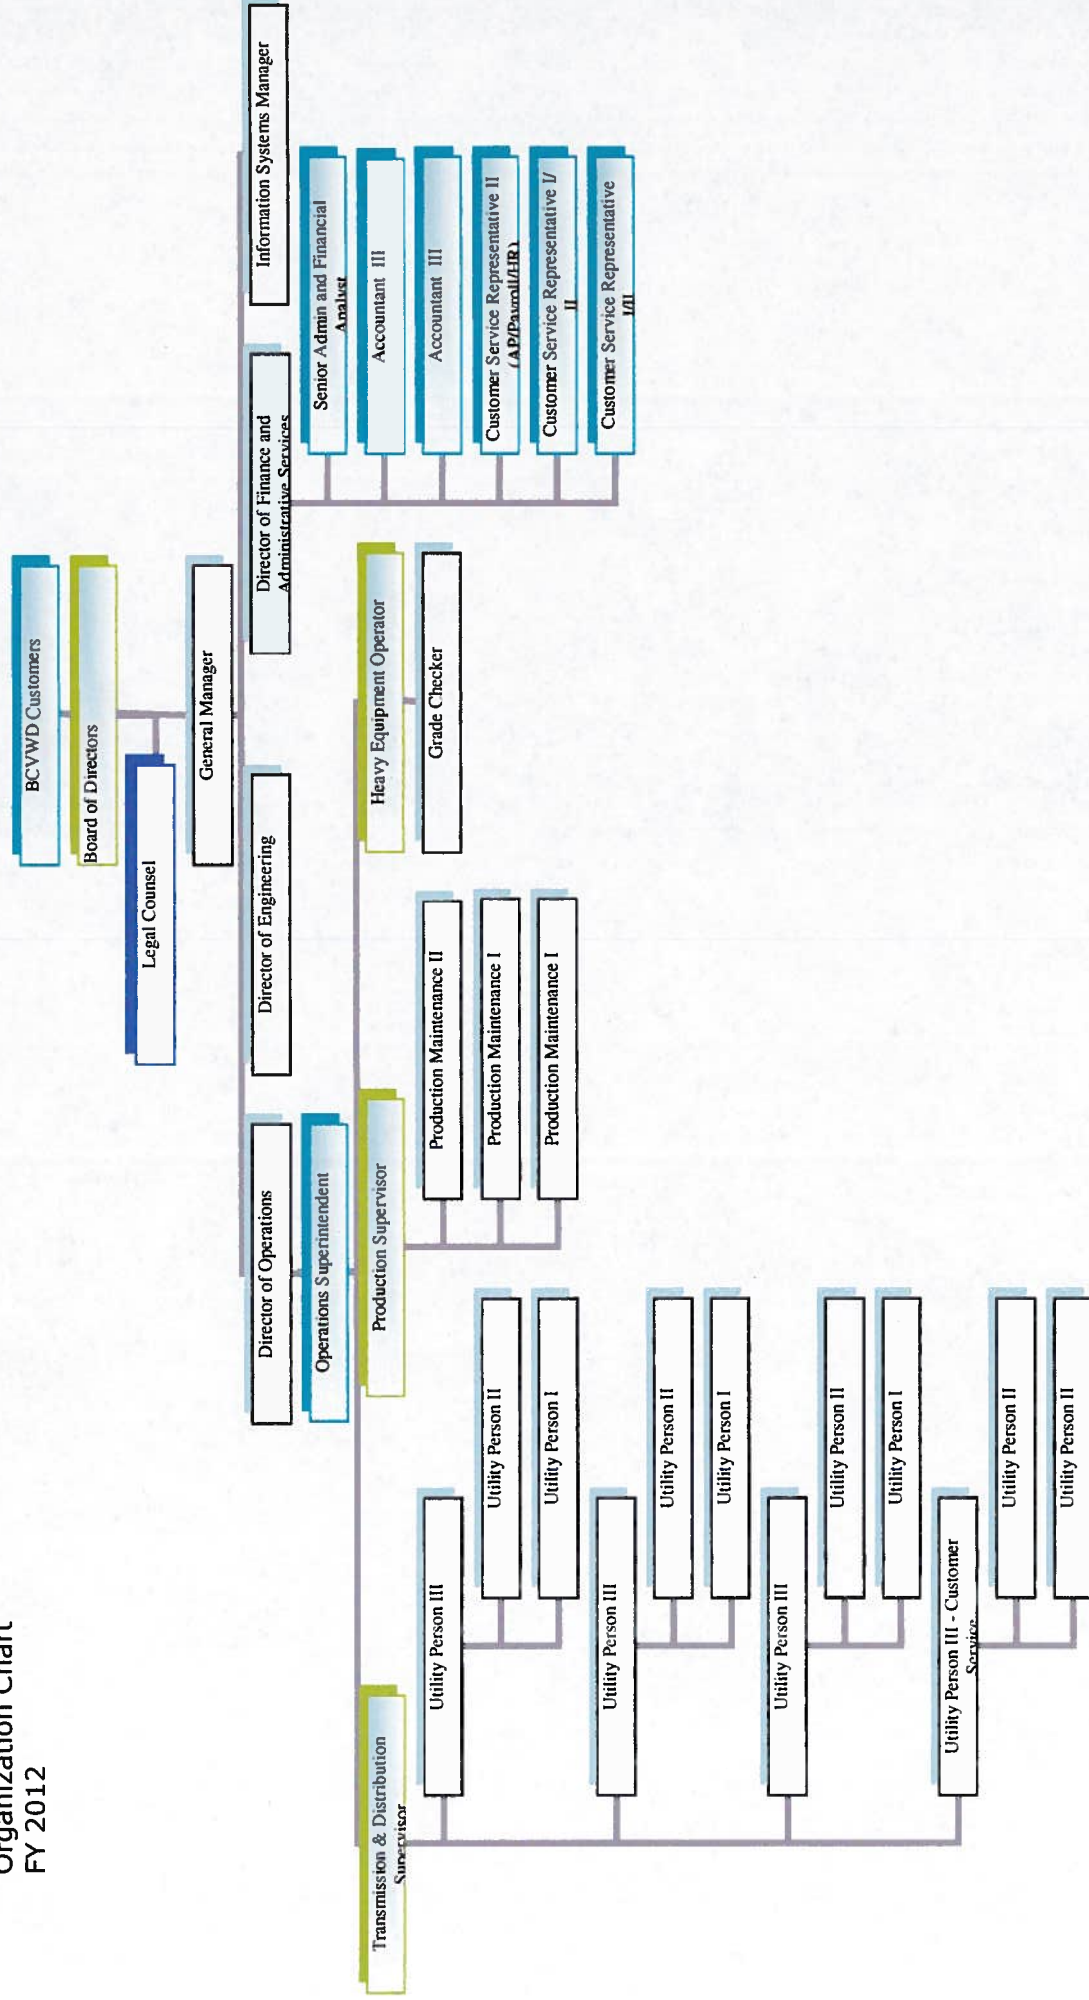 Organization Chart
FY 2012
BCVWD Customers
Board of Directors
Legal Counsel
General Manager
Director of Operations
Director of Engineering
Director of Finance and
Administrative Services
Information Systems Manager
Operations Superintendent
Transmission & Distribution
Supervisor
Production Supervisor
Heavy Equipment Operator
Utility Person III
Utility Person II
Utility Person I
Utility Person III
Utility Person II
Utility Person I
Utility Person III
Utility Person II
Utility Person I
Utility Person III - Customer
Service
Utility Person II
Utility Person II
Production Maintenance II
Production Maintenance I
Production Maintenance I
Grade Checker
Senior Admin and Financial
Analyst
Accountant III
Accountant III
Customer Service Representative II
(AP/Payroll/HR)
Customer Service Representative I/
II
Customer Service Representative
I/II